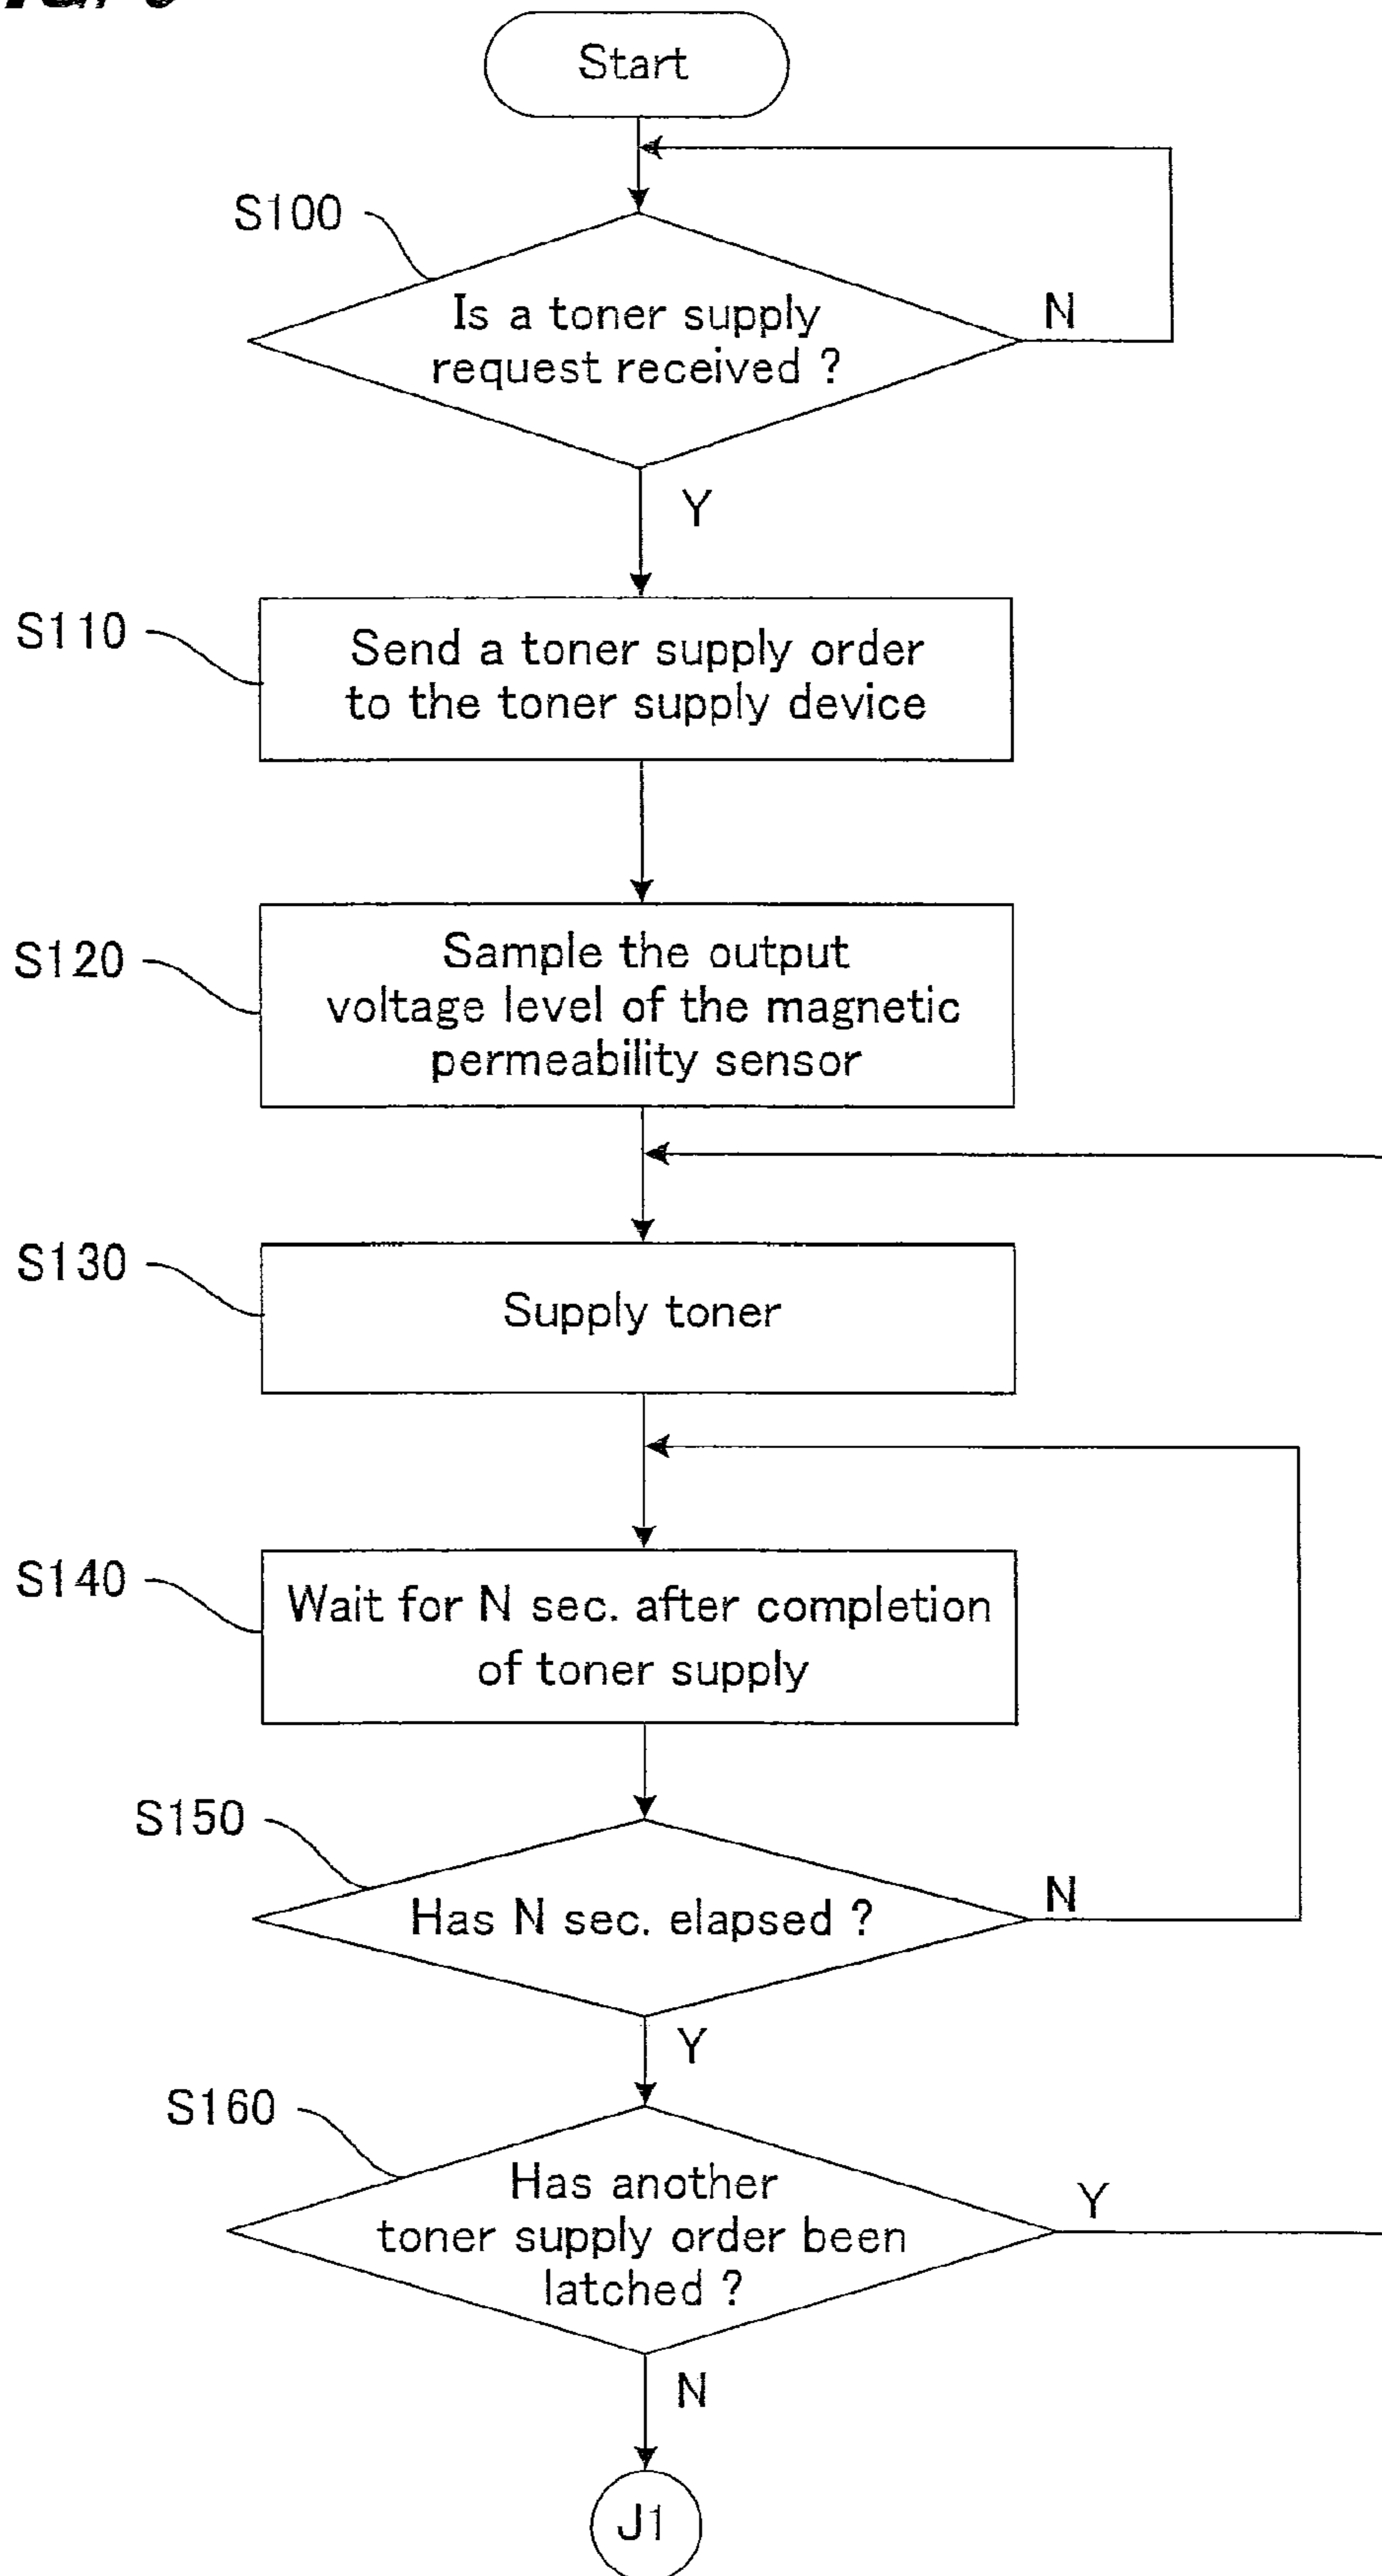 Start
S100
Is a toner supply
request received ?
N
Y
S110
Send a toner supply order
to the toner supply device
S120
Sample the output
voltage level of the magnetic
permeability sensor
S130
Supply toner
S140
Wait for N sec. after completion
of toner supply
S150
Has N sec. elapsed ?
N
Y
S160
Has another
toner supply order been
latched ?
Y
N
J1